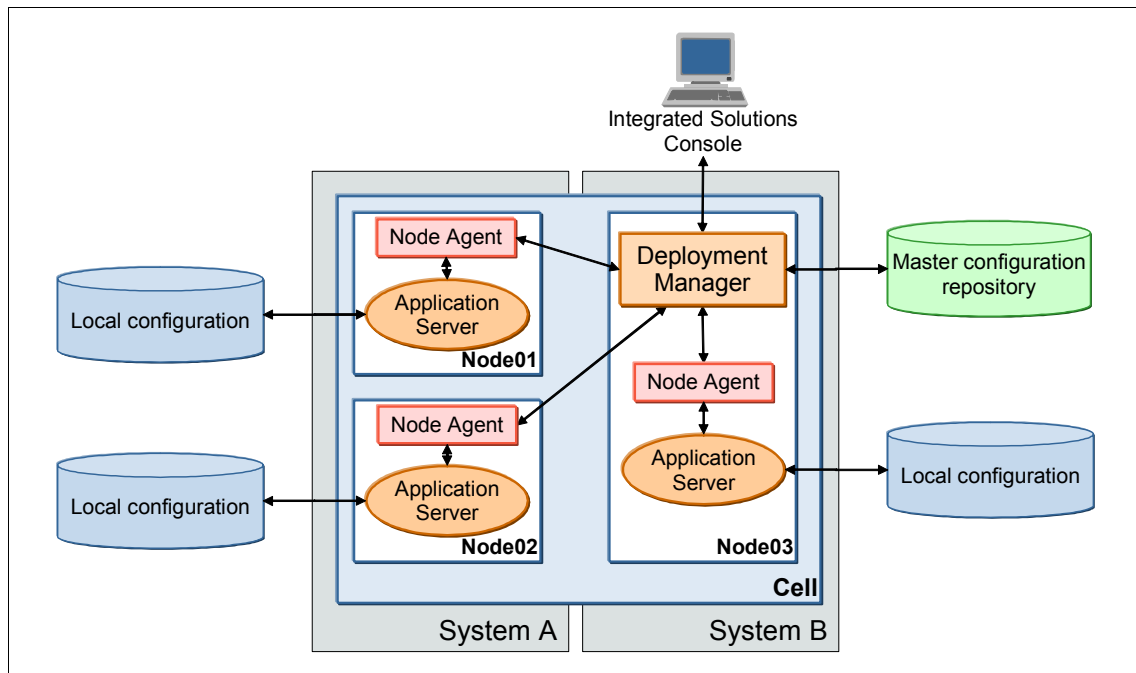 Integrated Solutions
Console
Node Agent
Application
Server
Node01
Deployment
Manager
Master configuration
repository
Local configuration
Node Agent
Node Agent
Application
Server
Node02
Application
Server
Node03
Local configuration
Local configuration
Cell
System A
System B